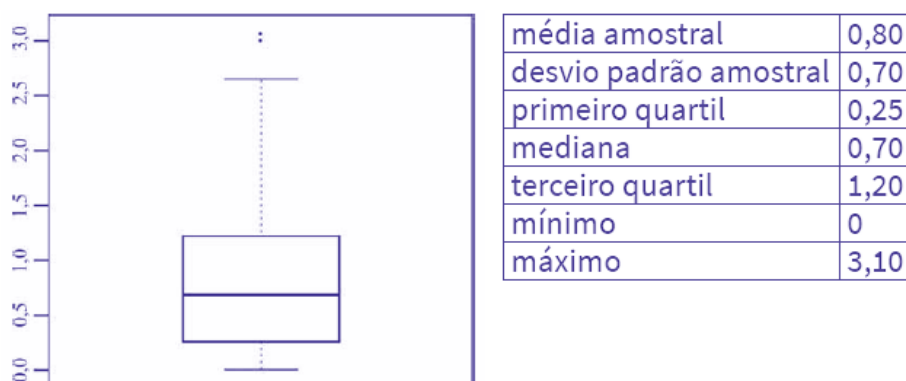 3,0
2,5
2,0
1,5
1,0
0,5
0,0
média amostral 0,80
desvio padrão amostral 0,70
primeiro quartil 0,25
mediana 0,70
terceiro quartil 1,20
mínimo 0
máximo 3,10